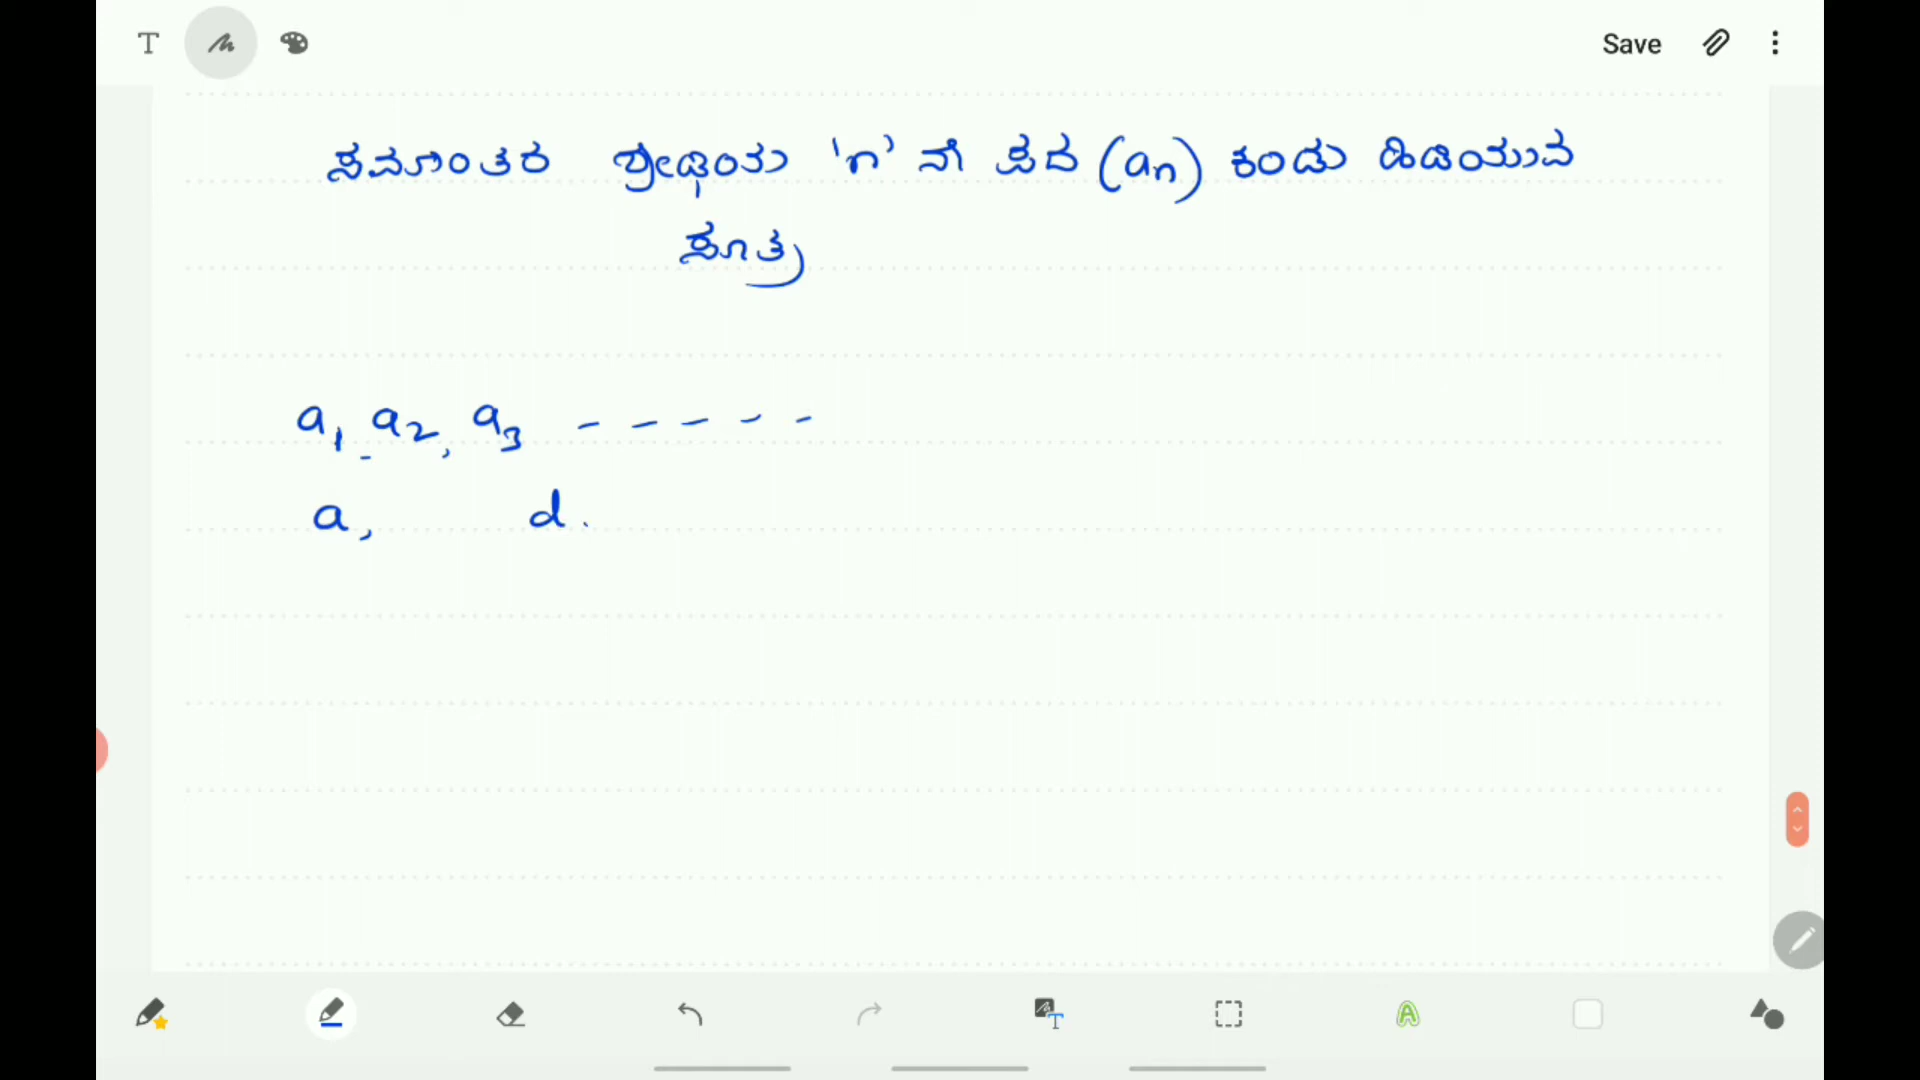 Save
ಸಮಾಂತರ ಶ್ರೇಢಿಯ 'n' ನೇ ಪದ (an) ಕಂಡು ಹಿಡಿಯುವ
ಸೂತ್ರ
a1, a2, a3 - - - - -
a, d.